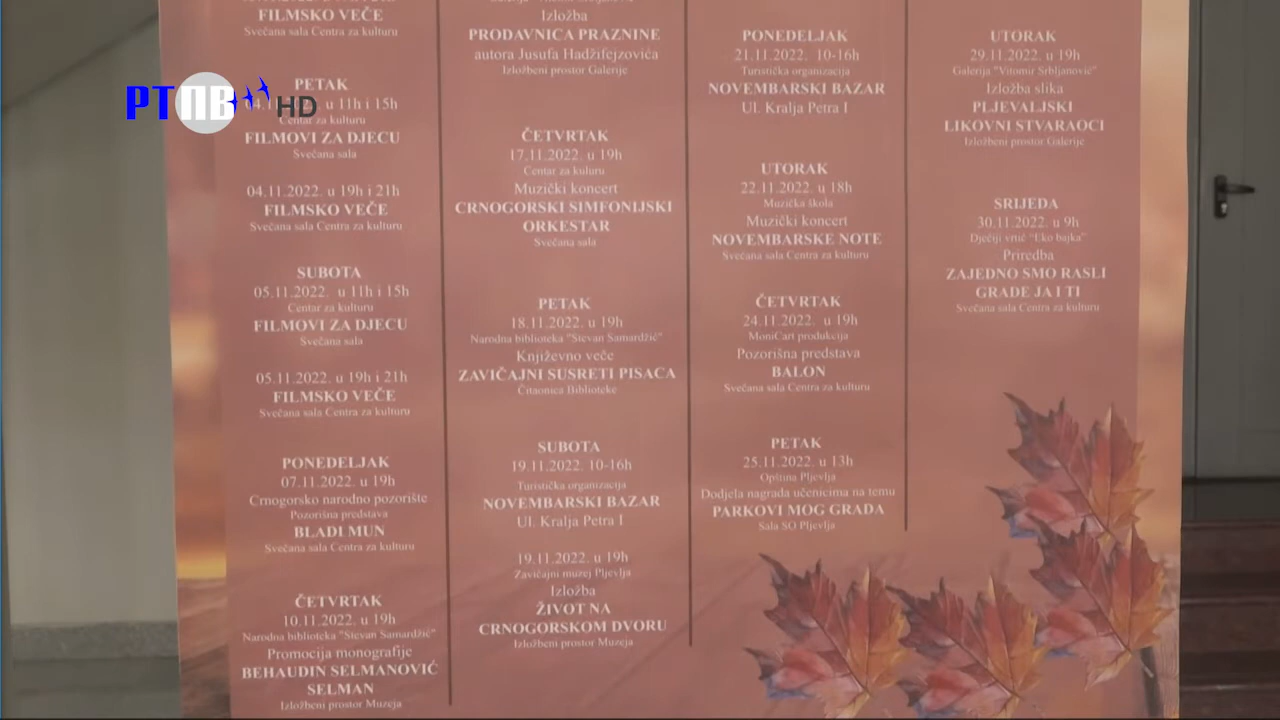 FILMSKO VEČE
Svečana sala Centra za kulturu
PETAK
04.11.2022. u 11h i 15h
Centar za kulturu
FILMOVI ZA DJECU
Svečana sala
04.11.2022. u 19h i 21h
FILMSKO VEČE
Svečana sala Centra za kulturu
SUBOTA
05.11.2022. u 11h i 15h
Centar za kulturu
FILMOVI ZA DJECU
Svečana sala
05.11.2022. u 19h i 21h
FILMSKO VEČE
Svečana sala Centra za kulturu
PONEDELJAK
07.11.2022. u 19h
Crnogorsko narodno pozorište
Pozorišna predstava
BLADI MUN
Svečana sala Centra za kulturu
ČETVRTAK
10.11.2022. u 19h
Narodna biblioteka "Stevan Samardžić"
Promocija monografije
BEHAUDIN SELMANOVIĆ
SELMAN
Izložbeni prostor Muzeja
Izložba
PRODAVNICA PRAZNINE
autora Jusufa Hadžifejzovića
Izložbeni prostor Galerije
ČETVRTAK
17.11.2022. u 19h
Centar za kuluru
Muzički koncert
CRNOGORSKI SIMFONIJSKI
ORKESTAR
Svečana sala
PETAK
18.11.2022. u 19h
Narodna biblioteka "Stevan Samardžić"
Književno veče
ZAVIČAJNI SUSRETI PISACA
Čitaonica Biblioteke
SUBOTA
19.11.2022. 10-16h
Turistička organizacija
NOVEMBARSKI BAZAR
Ul. Kralja Petra I
19.11.2022. u 19h
Zavičajni muzej Pljevlja
Izložba
ŽIVOT NA
CRNOGORSKOM DVORU
Izložbeni prostor Muzeja
PONEDELJAK
21.11.2022. 10-16h
Turistička organizacija
NOVEMBARSKI BAZAR
Ul. Kralja Petra I
UTORAK
22.11.2022. u 18h
Muzička škola
Muzički koncert
NOVEMBARSKE NOTE
Svečana sala Centra za kulturu
ČETVRTAK
24.11.2022. u 19h
MoniCart produkcija
Pozorišna predstava
BALON
Svečana sala Centra za kulturu
PETAK
25.11.2022. u 13h
Opština Pljevlja
Dodjela nagrada učenicima na temu
PARKOVI MOG GRADA
Sala SO Pljevlja
UTORAK
29.11.2022. u 19h
Galerija "Vitomir Srbljanović"
Izložba slika
PLJEVALJSKI
LIKOVNI STVARAOCI
Izložbeni prostor Galerije
SRIJEDA
30.11.2022. u 9h
Dječiji vrtić "Eko bajka"
Priredba
ZAJEDNO SMO RASLI
GRADE JA I TI
Svečana sala Centra za kulturu
РТПВ HD